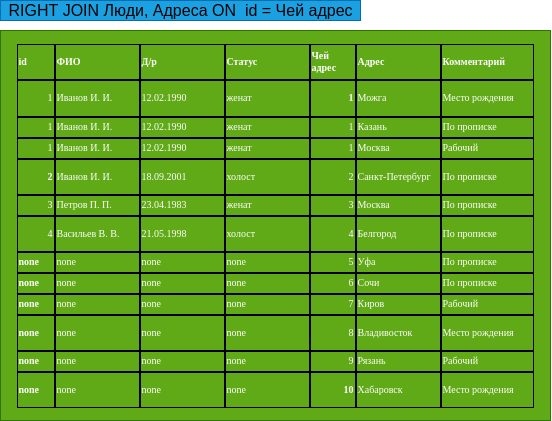 RIGHT JOIN Люди, Адреса ON id = Чей адрес
id ФИО Д/р Статус Чей адрес Адрес Комментарий
1 Иванов И. И. 12.02.1990 женат 1 Можга Место рождения
1 Иванов И. И. 12.02.1990 женат 1 Казань По прописке
1 Иванов И. И. 12.02.1990 женат 1 Москва Рабочий
2 Иванов И. И. 18.09.2001 холост 2 Санкт-Петербург По прописке
3 Петров П. П. 23.04.1983 женат 3 Москва По прописке
4 Васильев В. В. 21.05.1998 холост 4 Белгород По прописке
none none none none 5 Уфа По прописке
none none none none 6 Сочи По прописке
none none none none 7 Киров Рабочий
none none none none 8 Владивосток Место рождения
none none none none 9 Рязань Рабочий
none none none none 10 Хабаровск Место рождения